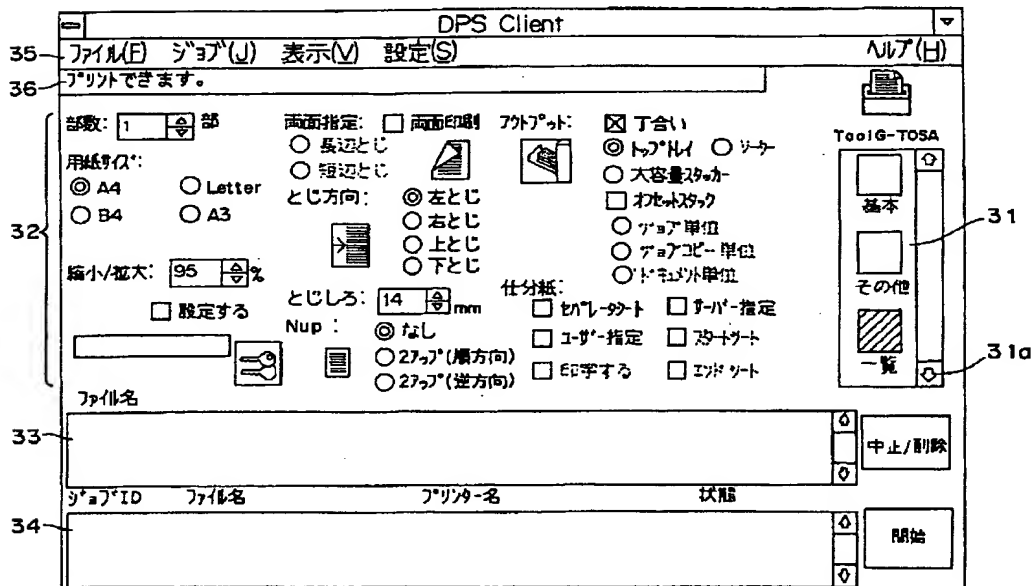 DPS Client
35 ファイル(F) ジョブ(J) 表示(V) 設定(S) ヘルプ(H)
36 プリントできます。
部数: 1 部
用紙サイズ:
A4 Letter
B4 A3
32
縮小/拡大: 95 %
設定する
両面指定: 両面印刷
長辺とじ
短辺とじ
とじ方向: 左とじ
右とじ
上とじ
下とじ
とじしろ: 14 mm
Nup : なし
2アップ(順方向)
2アップ(逆方向)
アウトプット: 丁合い
トップトレイ ソーター
大容量スタッカー
オフセットスタック
ジョブ単位
ジョブコピー単位
ドキュメント単位
仕分紙:
セパレータシート サーバー指定
ユーザー指定 スタートシート
印字する エンドシート
ToolG-TOSA
基本
31
その他
一覧
31a
ファイル名
33
中止/削除
ジョブID ファイル名 プリンター名 状態
34
開始